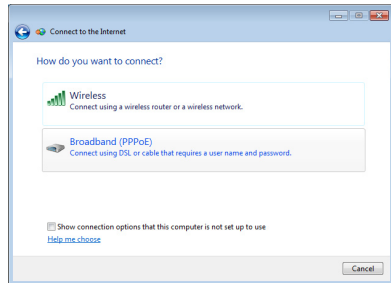 Connect to the Internet
How do you want to connect?
Wireless
Connect using a wireless router or a wireless network.
Broadband (PPPoE)
Connect using DSL or cable that requires a user name and password.
Show connection options that this computer is not set up to use
Help me choose
Cancel